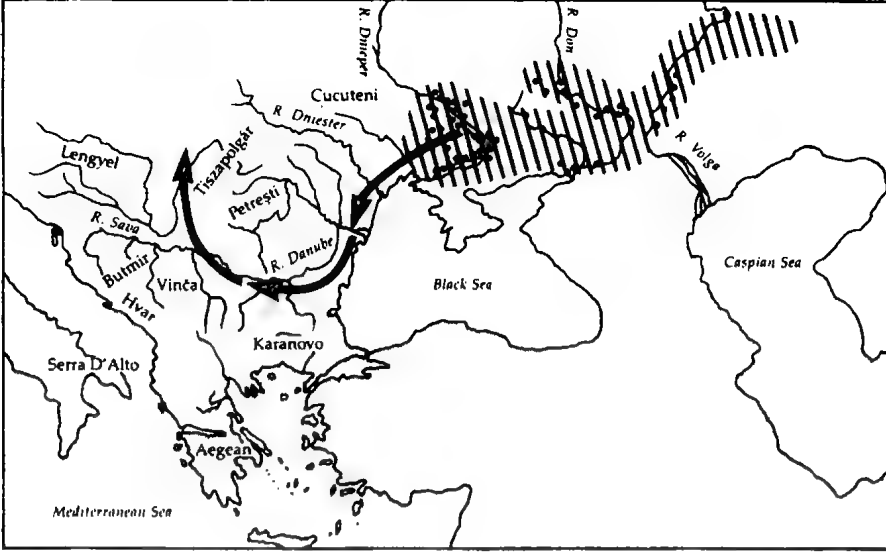 R. Dnieper
R. Don
Cucuteni
R. Dniester
Lengyel
Tiszapolgár
R. Volga
Petreşti
R. Sava
R. Danube
Butmir
Vinča
Hvar
Black Sea
Caspian Sea
Karanovo
Serra D'Alto
Aegean
Mediterranean Sea